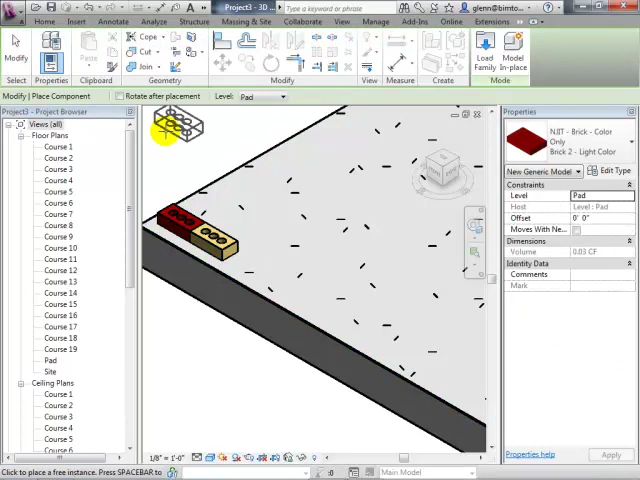 Project3 - 3D ...
glenn@bimto...
Home Insert Annotate Analyze Structure Massing & Site Collaborate View Manage Add-Ins Online Extensions
Modify
Paste
Cope
Cut
Join
Load Family
Model In-place
Select Properties Clipboard Geometry Modify View Measure Create Mode
Modify | Place Component Rotate after placement Level: Pad
Project3 - Project Browser
Views (all)
Floor Plans
Course 1
Course 2
Course 3
Course 4
Course 5
Course 6
Course 7
Course 8
Course 9
Course 10
Course 11
Course 12
Course 13
Course 14
Course 15
Course 16
Course 17
Course 18
Course 19
Pad
Site
Ceiling Plans
Course 1
Course 2
Course 3
Course 4
Course 5
Course 6
Properties
NJIT - Brick - Color Only
Brick 2 - Light Color
New Generic Model Edit Type
Constraints
Level Pad
Host Level : Pad
Offset 0' 0"
Moves With Ne...
Dimensions
Volume 0.03 CF
Identity Data
Comments
Mark
Properties help Apply
1/8" = 1'-0"
Click to place a free instance. Press SPACEBAR to :0 Main Model